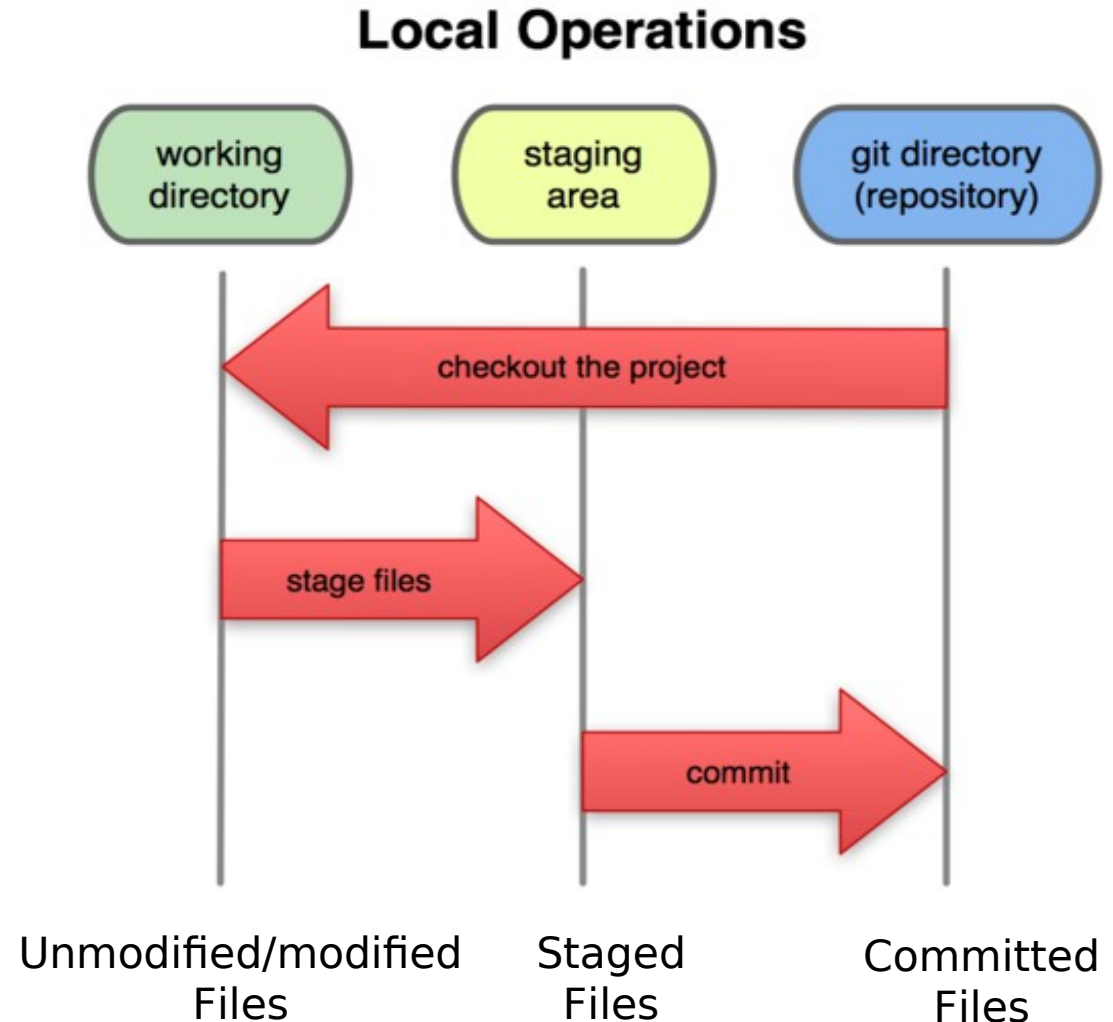 Local Operations
working
directory
staging
area
git directory
(repository)
checkout the project
stage files
commit
Unmodified/modified
Files
Staged
Files
Committed
Files